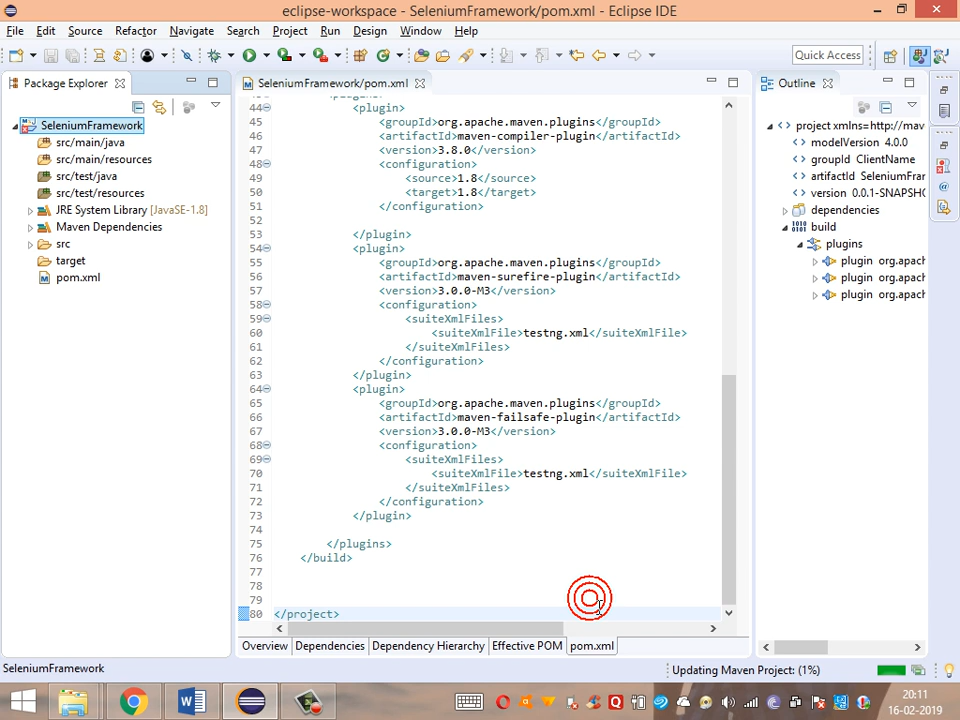 eclipse-workspace - SeleniumFramework/pom.xml - Eclipse IDE
File Edit Source Refactor Navigate Search Project Run Design Window Help
Quick Access
Package Explorer
SeleniumFramework/pom.xml
Outline
SeleniumFramework
src/main/java
src/main/resources
src/test/java
src/test/resources
JRE System Library [JavaSE-1.8]
Maven Dependencies
src
target
pom.xml
44 <plugin>
45 <groupId>org.apache.maven.plugins</groupId>
46 <artifactId>maven-compiler-plugin</artifactId>
47 <version>3.8.0</version>
48 <configuration>
49 <source>1.8</source>
50 <target>1.8</target>
51 </configuration>
52
53 </plugin>
54 <plugin>
55 <groupId>org.apache.maven.plugins</groupId>
56 <artifactId>maven-surefire-plugin</artifactId>
57 <version>3.0.0-M3</version>
58 <configuration>
59 <suiteXmlFiles>
60 <suiteXmlFile>testng.xml</suiteXmlFile>
61 </suiteXmlFiles>
62 </configuration>
63 </plugin>
64 <plugin>
65 <groupId>org.apache.maven.plugins</groupId>
66 <artifactId>maven-failsafe-plugin</artifactId>
67 <version>3.0.0-M3</version>
68 <configuration>
69 <suiteXmlFiles>
70 <suiteXmlFile>testng.xml</suiteXmlFile>
71 </suiteXmlFiles>
72 </configuration>
73 </plugin>
74
75 </plugins>
76 </build>
77
78
79
80 </project>
project xmlns=http://mav
modelVersion 4.0.0
groupId ClientName
artifactId SeleniumFrar
version 0.0.1-SNAPSHO
dependencies
build
plugins
plugin org.apach
plugin org.apach
plugin org.apach
Overview Dependencies Dependency Hierarchy Effective POM pom.xml
SeleniumFramework
Updating Maven Project: (1%)
20:11
16-02-2019